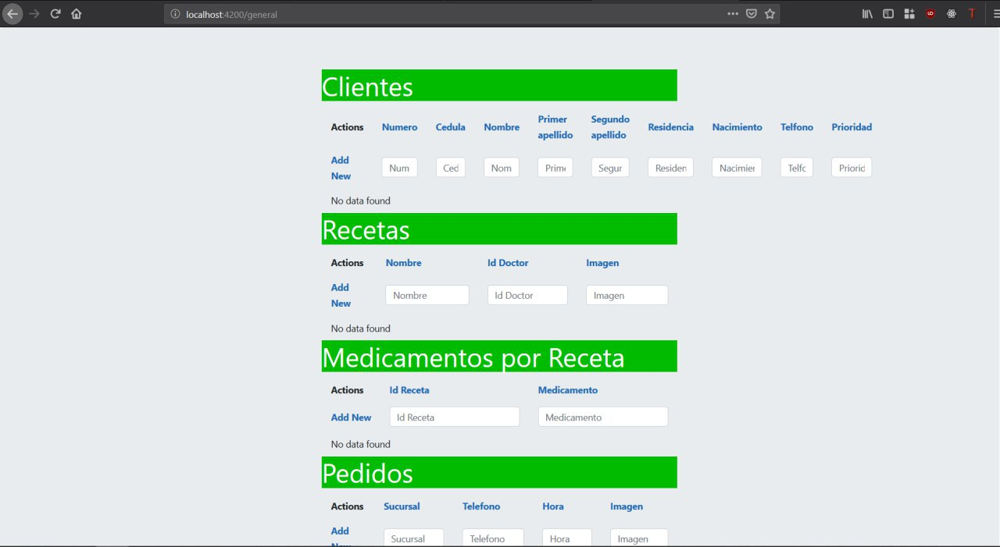 localhost:4200/general
Clientes
Actions Numero Cedula Nombre Primer apellido Segundo apellido Residencia Nacimiento Telfono Prioridad
Add New Num Ced Nom Prime Segur Residen Nacimien Telfc Priorid
No data found
Recetas
Actions Nombre Id Doctor Imagen
Add New Nombre Id Doctor Imagen
No data found
Medicamentos por Receta
Actions Id Receta Medicamento
Add New Id Receta Medicamento
No data found
Pedidos
Actions Sucursal Telefono Hora Imagen
Add New Sucursal Telefono Hora Imagen